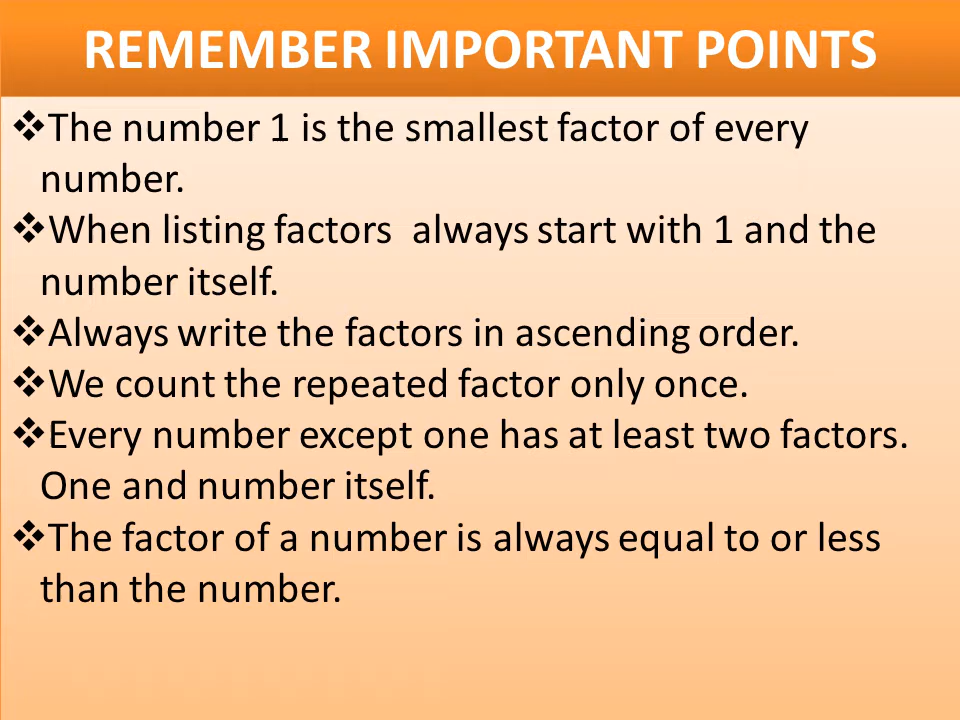 REMEMBER IMPORTANT POINTS
❖The number 1 is the smallest factor of every
number.
❖When listing factors  always start with 1 and the
number itself.
❖Always write the factors in ascending order.
❖We count the repeated factor only once.
❖Every number except one has at least two factors.
One and number itself.
❖The factor of a number is always equal to or less
than the number.